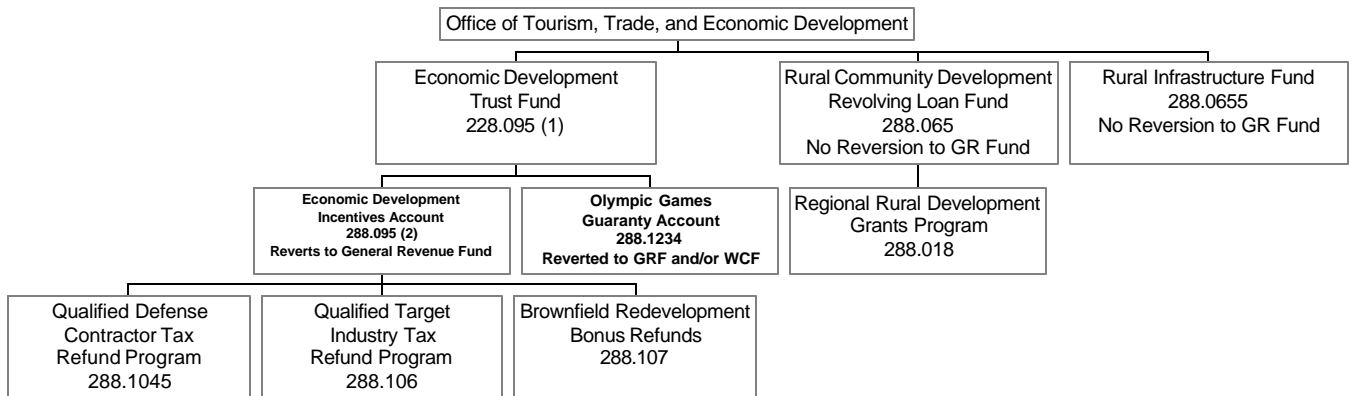 Office of Tourism, Trade, and Economic Development
Economic Development
Trust Fund
228.095 (1)
Rural Community Development
Revolving Loan Fund
288.065
No Reversion to GR Fund
Rural Infrastructure Fund
288.0655
No Reversion to GR Fund
Economic Development
Incentives Account
288.095 (2)
Reverts to General Revenue Fund
Olympic Games
Guaranty Account
288.1234
Reverted to GRF and/or WCF
Regional Rural Development
Grants Program
288.018
Qualified Defense
Contractor Tax
Refund Program
288.1045
Qualified Target
Industry Tax
Refund Program
288.106
Brownfield Redevelopment
Bonus Refunds
288.107